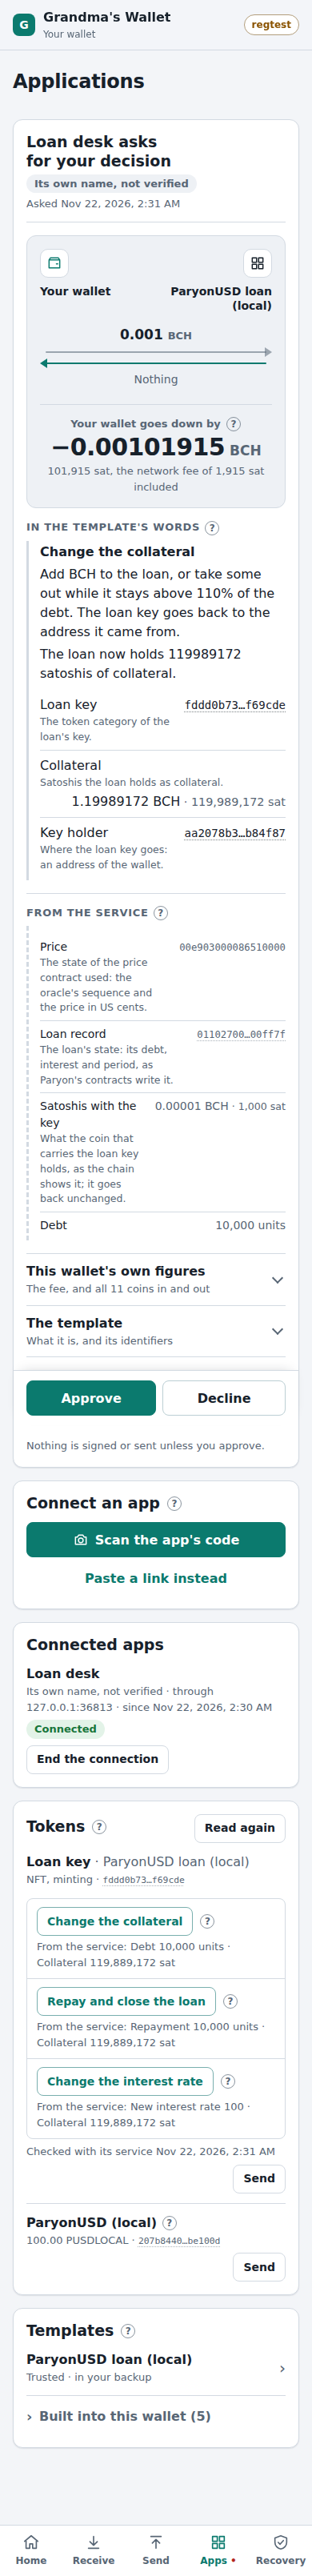 G
Grandma's Wallet
Your wallet
regtest
Applications
Loan desk asks
for your decision
Its own name, not verified
Asked Nov 22, 2026, 2:31 AM
Your wallet
ParyonUSD loan
(local)
0.001 BCH
Nothing
Your wallet goes down by ?
−0.00101915 BCH
101,915 sat, the network fee of 1,915 sat
included
IN THE TEMPLATE'S WORDS ?
Change the collateral
Add BCH to the loan, or take some
out while it stays above 110% of the
debt. The loan key goes back to the
address it came from.
The loan now holds 119989172
satoshis of collateral.
Loan key
fddd0b73…f69cde
The token category of the
loan's key.
Collateral
Satoshis the loan holds as collateral.
1.19989172 BCH · 119,989,172 sat
Key holder
aa2078b3…b84f87
Where the loan key goes:
an address of the wallet.
FROM THE SERVICE ?
Price
00e903000086510000
The state of the price
contract used: the
oracle's sequence and
the price in US cents.
Loan record
01102700…00ff7f
The loan's state: its debt,
interest and period, as
Paryon's contracts write it.
Satoshis with the
key
0.00001 BCH · 1,000 sat
What the coin that
carries the loan key
holds, as the chain
shows it; it goes
back unchanged.
Debt
10,000 units
This wallet's own figures
The fee, and all 11 coins in and out
The template
What it is, and its identifiers
Approve
Decline
Nothing is signed or sent unless you approve.
Connect an app ?
Scan the app's code
Paste a link instead
Connected apps
Loan desk
Its own name, not verified · through
127.0.0.1:36813 · since Nov 22, 2026, 2:30 AM
Connected
End the connection
Tokens ?
Read again
Loan key · ParyonUSD loan (local)
NFT, minting · fddd0b73…f69cde
Change the collateral ?
From the service: Debt 10,000 units ·
Collateral 119,889,172 sat
Repay and close the loan ?
From the service: Repayment 10,000 units ·
Collateral 119,889,172 sat
Change the interest rate ?
From the service: New interest rate 100 ·
Collateral 119,889,172 sat
Checked with its service Nov 22, 2026, 2:31 AM
Send
ParyonUSD (local) ?
100.00 PUSDLOCAL · 207b8440…be100d
Send
Templates ?
ParyonUSD loan (local)
Trusted · in your backup
›
› Built into this wallet (5)
Home
Receive
Send
Apps
Recovery